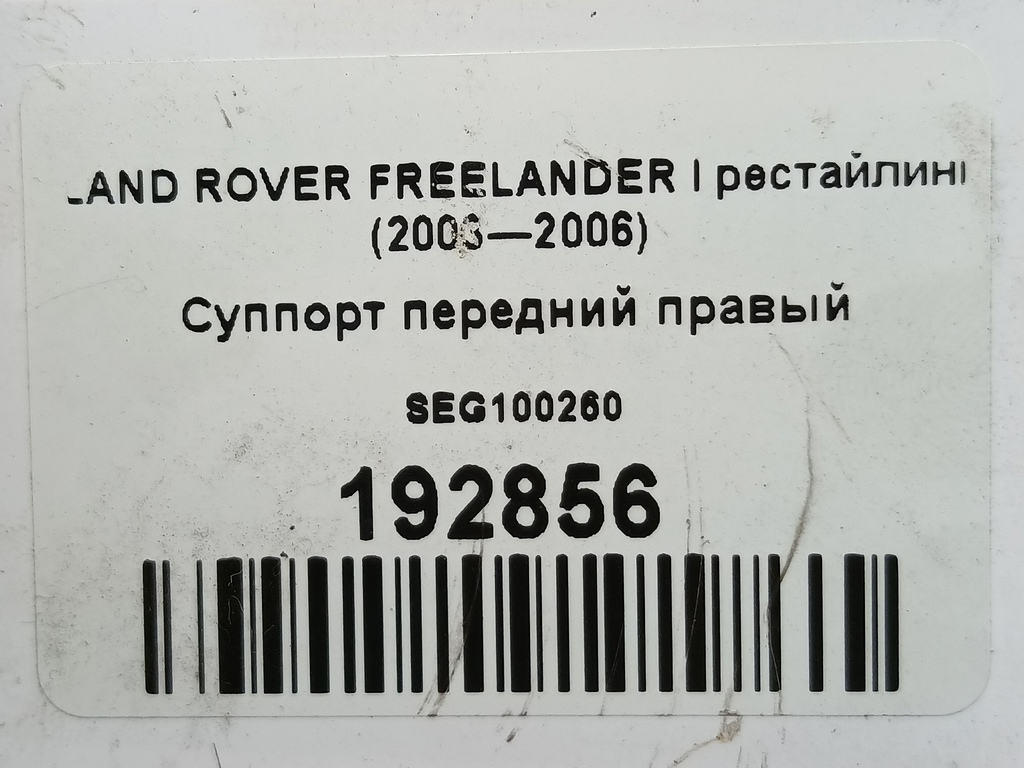 LAND ROVER FREELANDER I рестайлинг
(2003—2006)
Суппорт передний правый
SEG100260
192856